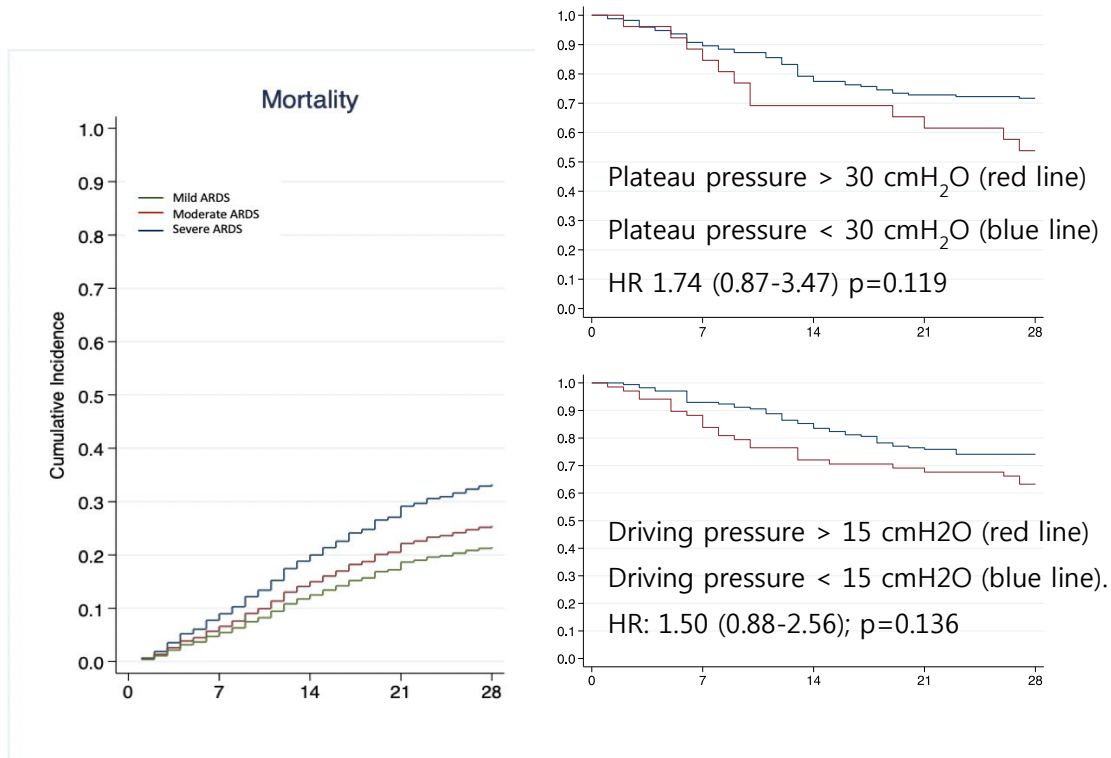 Mortality
Cumulative Incidence
1.0
0.9
0.8
0.7
0.6
0.5
0.4
0.3
0.2
0.1
0.0
Mild ARDS
Moderate ARDS
Severe ARDS
0 7 14 21 28
1.0
0.9
0.8
0.7
0.6
0.5
0.4
0.3
0.2
0.1
0.0
Plateau pressure > 30 cmH₂O (red line)
Plateau pressure < 30 cmH₂O (blue line)
HR 1.74 (0.87-3.47) p=0.119
0 7 14 21 28
1.0
0.9
0.8
0.7
0.6
0.5
0.4
0.3
0.2
0.1
0.0
Driving pressure > 15 cmH2O (red line)
Driving pressure < 15 cmH2O (blue line).
HR: 1.50 (0.88-2.56); p=0.136
0 7 14 21 28